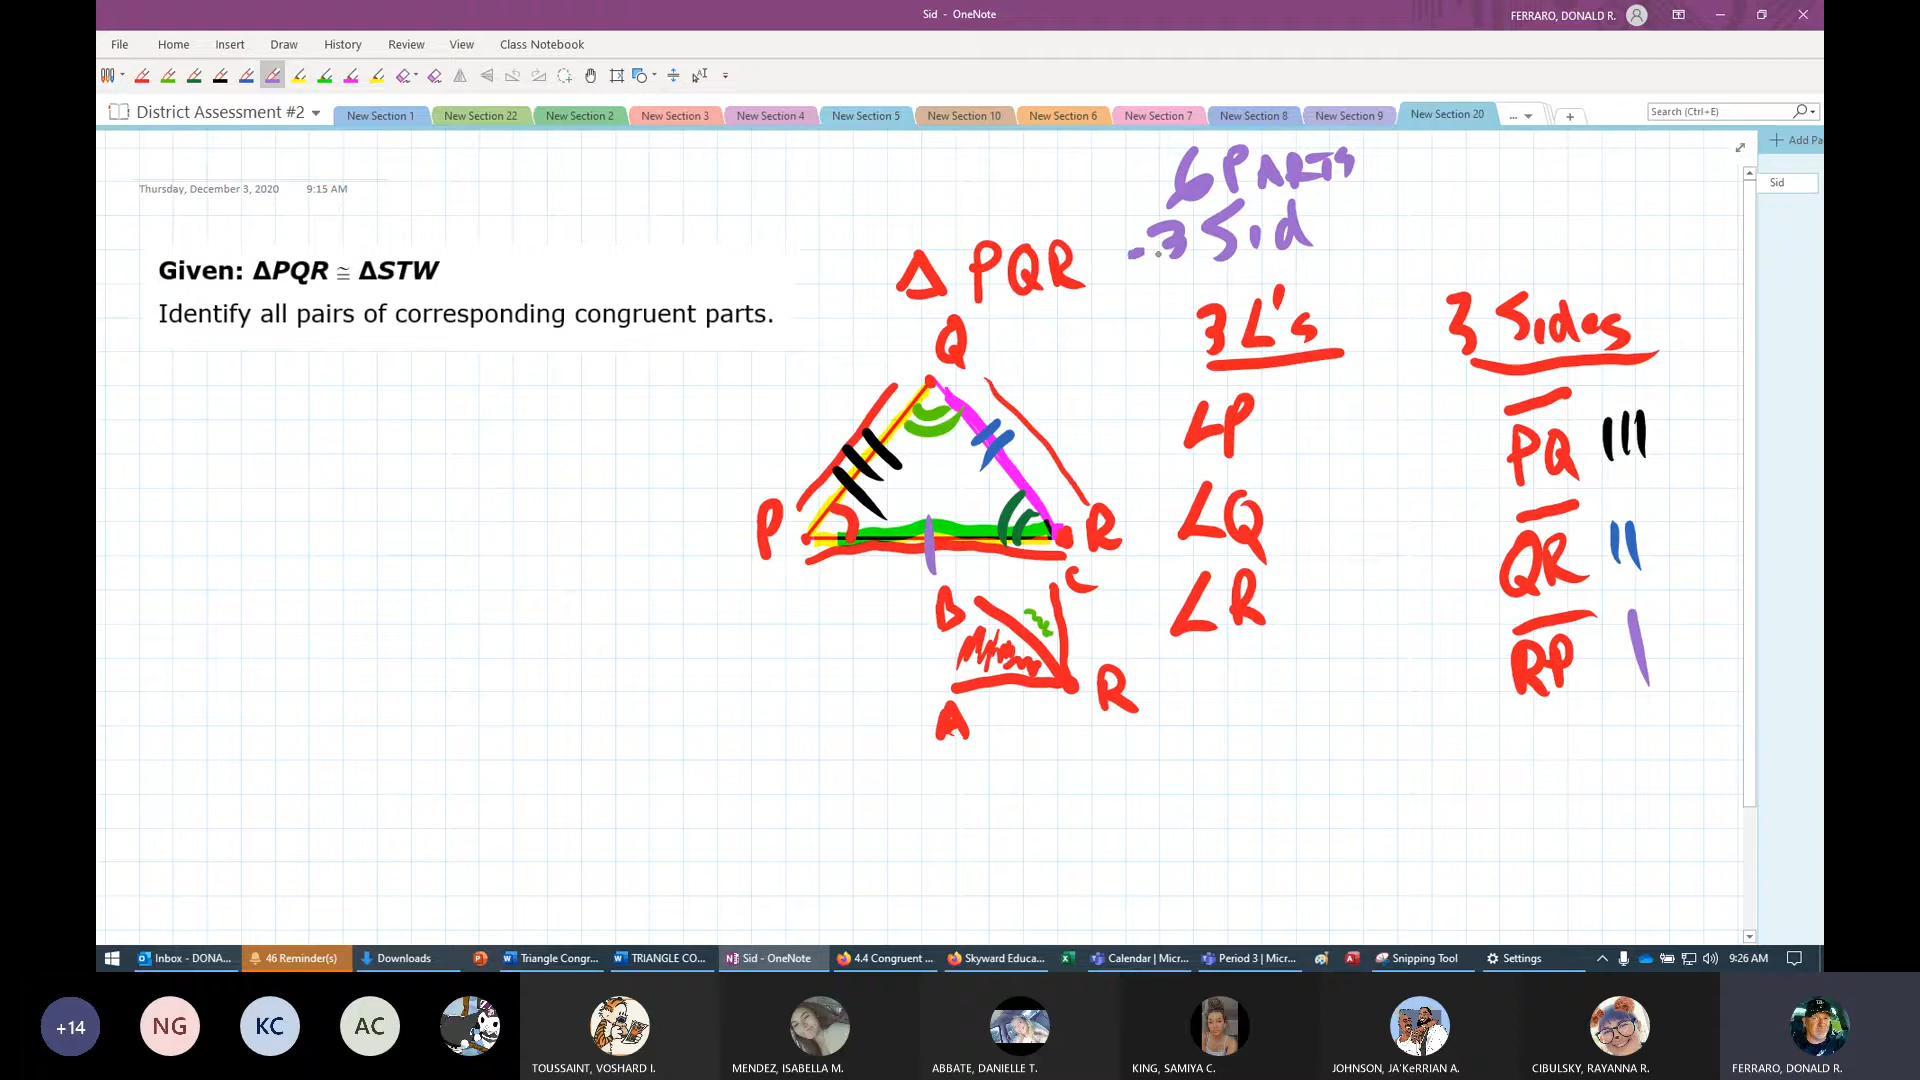 Sid - OneNote
FERRARO, DONALD R.
File Home Insert Draw History Review View Class Notebook
District Assessment #2
New Section 1 New Section 22 New Section 2 New Section 3 New Section 4 New Section 5 New Section 10 New Section 6 New Section 7 New Section 8 New Section 9 New Section 20 ...
Search (Ctrl+E)
Add Pa
Sid
Thursday, December 3, 2020 9:15 AM
6 PARTS
-3 Sid
Given: ΔPQR ≅ ΔSTW
Identify all pairs of corresponding congruent parts.
Δ PQR
3 ∠'s
3 Sides
Q
P
R
∠P
∠Q
∠R
PQ
QR
RP
B
C
A
R
Inbox - DONA... 46 Reminder(s) Downloads Triangle Congr... TRIANGLE CO... Sid - OneNote 4.4 Congruent ... Skyward Educa... Calendar | Micr... Period 3 | Micr... Snipping Tool Settings 9:26 AM
+14 NG KC AC
TOUSSAINT, VOSHARD I. MENDEZ, ISABELLA M. ABBATE, DANIELLE T. KING, SAMIYA C. JOHNSON, JA'KeRRIAN A. CIBULSKY, RAYANNA R. FERRARO, DONALD R.